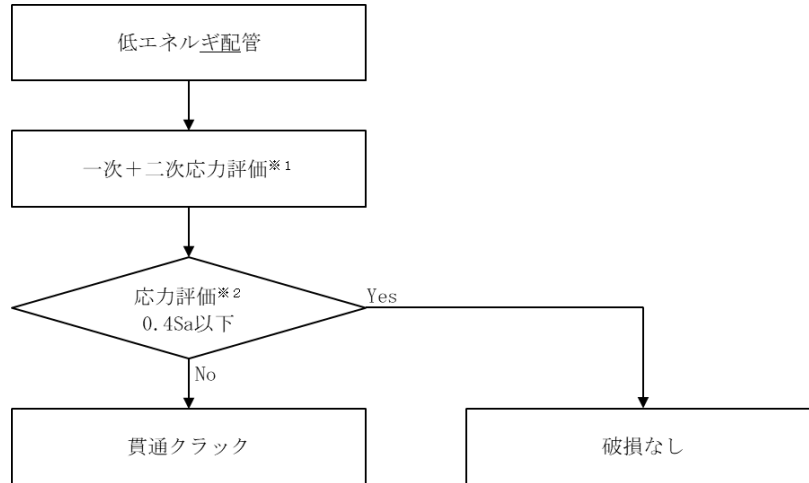 低エネルギ配管
一次＋二次応力評価※1
応力評価※2
0.4Sa以下
Yes
No
貫通クラック
破損なし